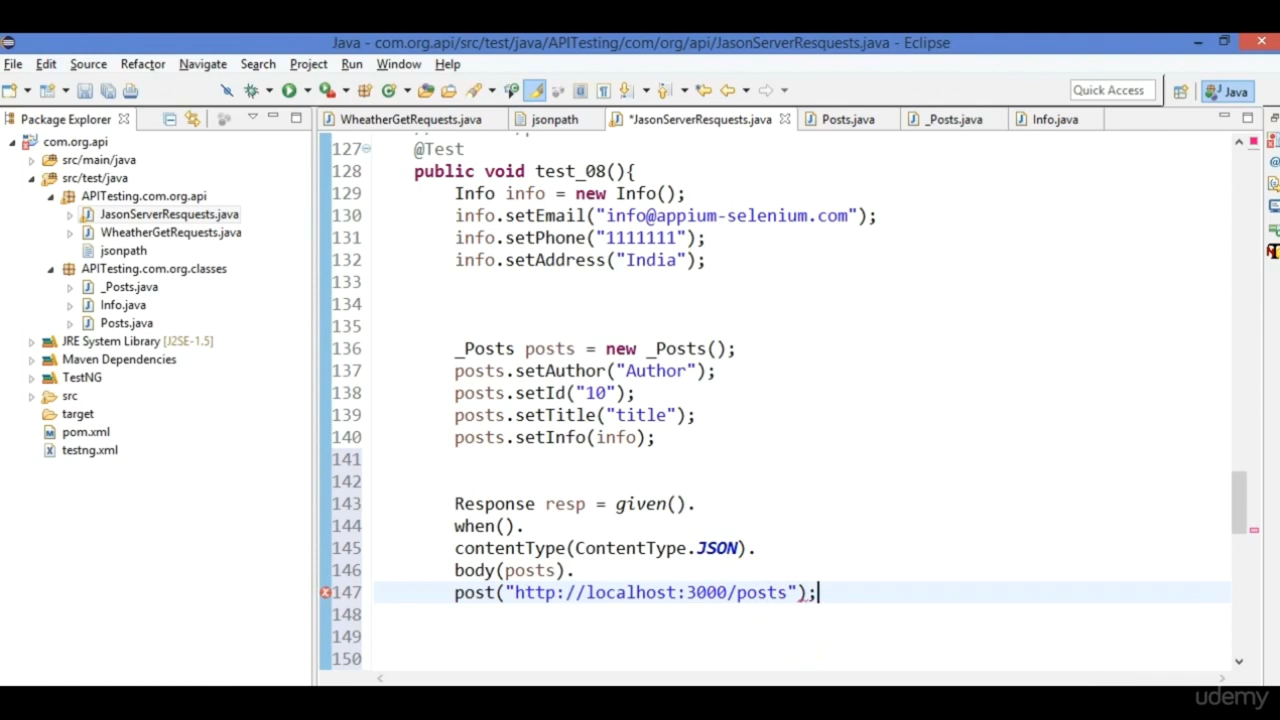 Java - com.org.api/src/test/java/APITesting/com/org/api/JasonServerResquests.java - Eclipse
File Edit Source Refactor Navigate Search Project Run Window Help
Quick Access Java
Package Explorer
com.org.api
src/main/java
src/test/java
APITesting.com.org.api
JasonServerResquests.java
WheatherGetRequests.java
jsonpath
APITesting.com.org.classes
_Posts.java
Info.java
Posts.java
JRE System Library [J2SE-1.5]
Maven Dependencies
TestNG
src
target
pom.xml
testng.xml
WheatherGetRequests.java jsonpath *JasonServerResquests.java Posts.java _Posts.java Info.java
127 @Test
128 public void test_08(){
129 Info info = new Info();
130 info.setEmail("info@appium-selenium.com");
131 info.setPhone("1111111");
132 info.setAddress("India");
133
134
135
136 _Posts posts = new _Posts();
137 posts.setAuthor("Author");
138 posts.setId("10");
139 posts.setTitle("title");
140 posts.setInfo(info);
141
142
143 Response resp = given().
144 when().
145 contentType(ContentType.JSON).
146 body(posts).
147 post("http://localhost:3000/posts");
148
149
150
udemy